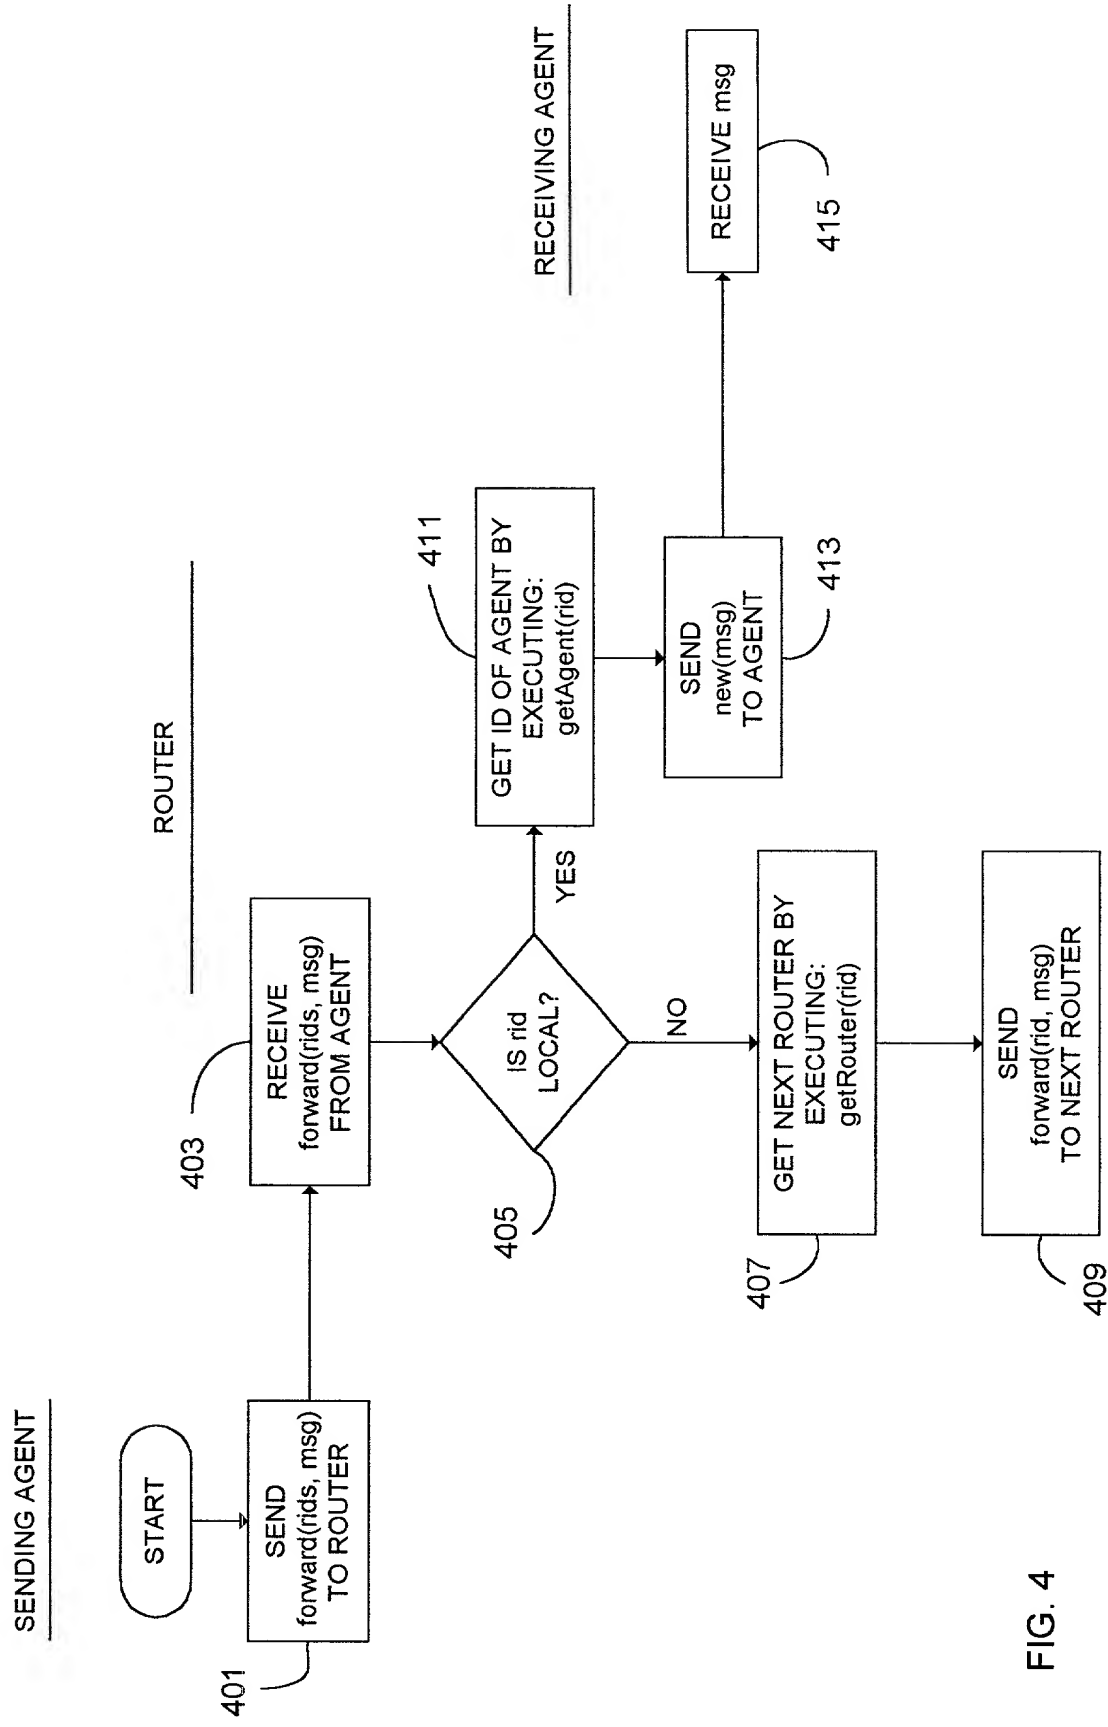 SENDING AGENT
ROUTER
RECEIVING AGENT
START
401
SEND
forward(rids, msg)
TO ROUTER
403
RECEIVE
forward(rids, msg)
FROM AGENT
405
IS rid
LOCAL?
YES
NO
411
GET ID OF AGENT BY
EXECUTING:
getAgent(rid)
SEND
new(msg)
TO AGENT
413
RECEIVE msg
415
407
GET NEXT ROUTER BY
EXECUTING:
getRouter(rid)
409
SEND
forward(rid, msg)
TO NEXT ROUTER
FIG. 4